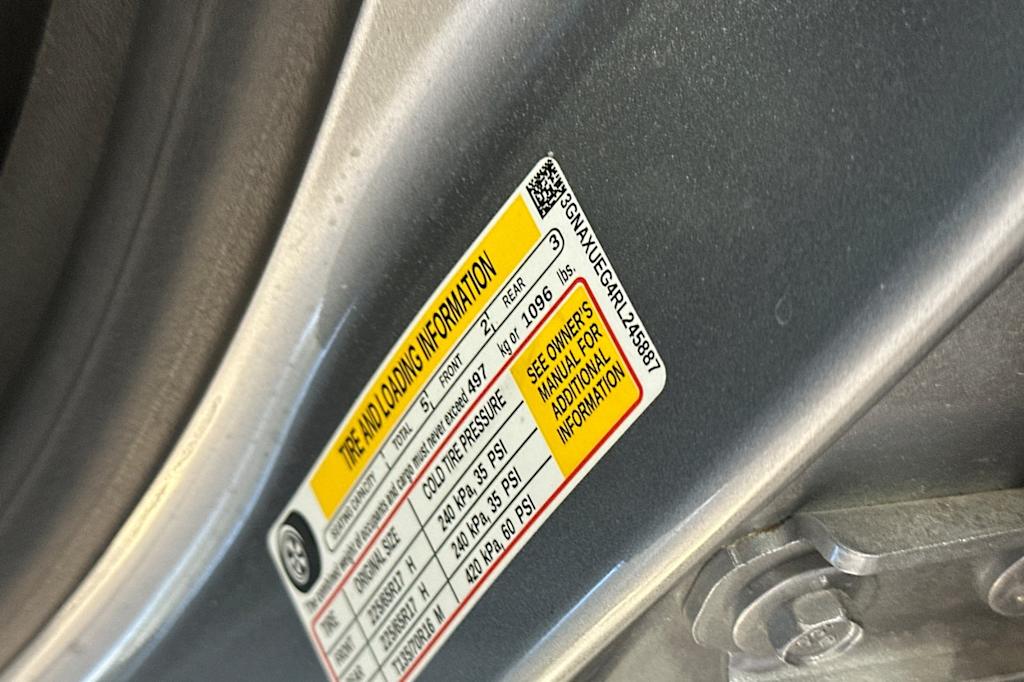 3GNAXUEG4RL245887
TIRE AND LOADING INFORMATION
SEATING CAPACITY TOTAL 5 FRONT 2 REAR 3
The combined weight of occupants and cargo must never exceed 497 kg or 1096 lbs.
TIRE ORIGINAL SIZE COLD TIRE PRESSURE
FRONT 225/65R17 H 240 kPa, 35 PSI
225/65R17 H 240 kPa, 35 PSI
T135/70R16 M 420 kPa, 60 PSI
SEE OWNER'S
MANUAL FOR
ADDITIONAL
INFORMATION